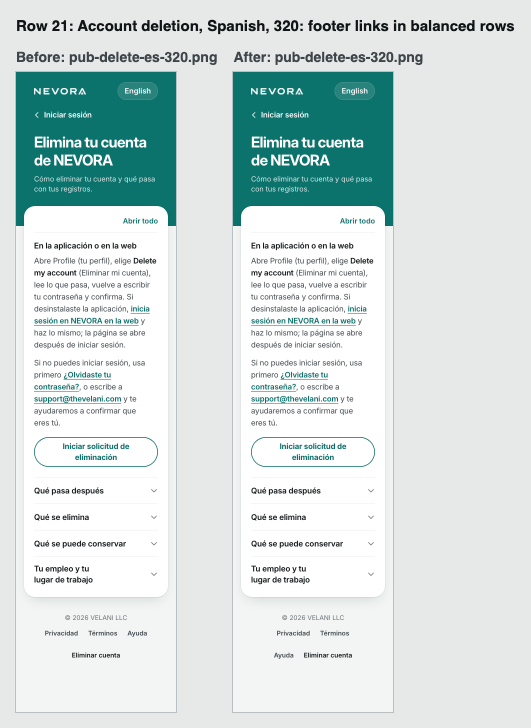 Row 21: Account deletion, Spanish, 320: footer links in balanced rows
Before: pub-delete-es-320.png
NEVORA
English
Iniciar sesión
Elimina tu cuenta
de NEVORA
Cómo eliminar tu cuenta y qué pasa
con tus registros.
Abrir todo
En la aplicación o en la web
Abre Profile (tu perfil), elige Delete
my account (Eliminar mi cuenta),
lee lo que pasa, vuelve a escribir
tu contraseña y confirma. Si
desinstalaste la aplicación, inicia
sesión en NEVORA en la web y
haz lo mismo; la página se abre
después de iniciar sesión.
Si no puedes iniciar sesión, usa
primero ¿Olvidaste tu
contraseña?, o escribe a
support@thevelani.com y te
ayudaremos a confirmar que
eres tú.
Iniciar solicitud de
eliminación
Qué pasa después
Qué se elimina
Qué se puede conservar
Tu empleo y tu
lugar de trabajo
© 2026 VELANI LLC
Privacidad Términos Ayuda
Eliminar cuenta
After: pub-delete-es-320.png
NEVORA
English
Iniciar sesión
Elimina tu cuenta
de NEVORA
Cómo eliminar tu cuenta y qué pasa
con tus registros.
Abrir todo
En la aplicación o en la web
Abre Profile (tu perfil), elige Delete
my account (Eliminar mi cuenta),
lee lo que pasa, vuelve a escribir
tu contraseña y confirma. Si
desinstalaste la aplicación, inicia
sesión en NEVORA en la web y
haz lo mismo; la página se abre
después de iniciar sesión.
Si no puedes iniciar sesión, usa
primero ¿Olvidaste tu
contraseña?, o escribe a
support@thevelani.com y te
ayudaremos a confirmar que
eres tú.
Iniciar solicitud de
eliminación
Qué pasa después
Qué se elimina
Qué se puede conservar
Tu empleo y tu
lugar de trabajo
© 2026 VELANI LLC
Privacidad Términos
Ayuda Eliminar cuenta